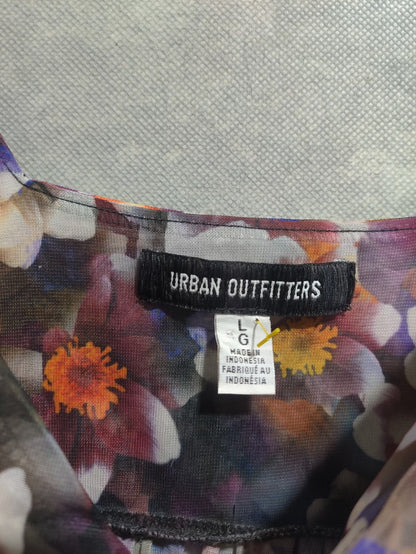 URBAN OUTFITTERS
L
G
MADE IN
INDONESIA
FABRIQUÉ AU
INDONÉSIA